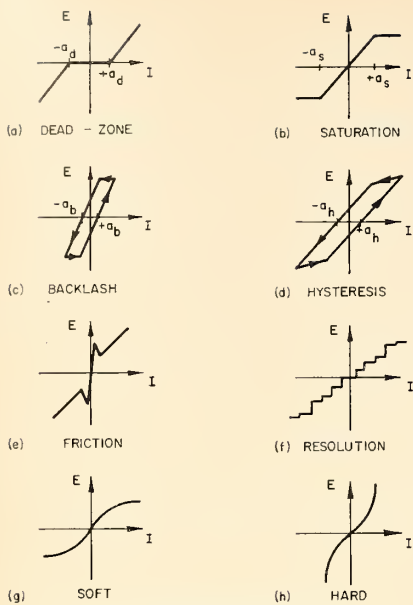 E
-a_d
+a_d
I
(a) DEAD - ZONE
E
-a_s
+a_s
I
(b) SATURATION
E
-a_b
+a_b
I
(c) BACKLASH
E
-a_h
+a_h
I
(d) HYSTERESIS
E
I
(e) FRICTION
E
I
(f) RESOLUTION
E
I
(g) SOFT
E
I
(h) HARD